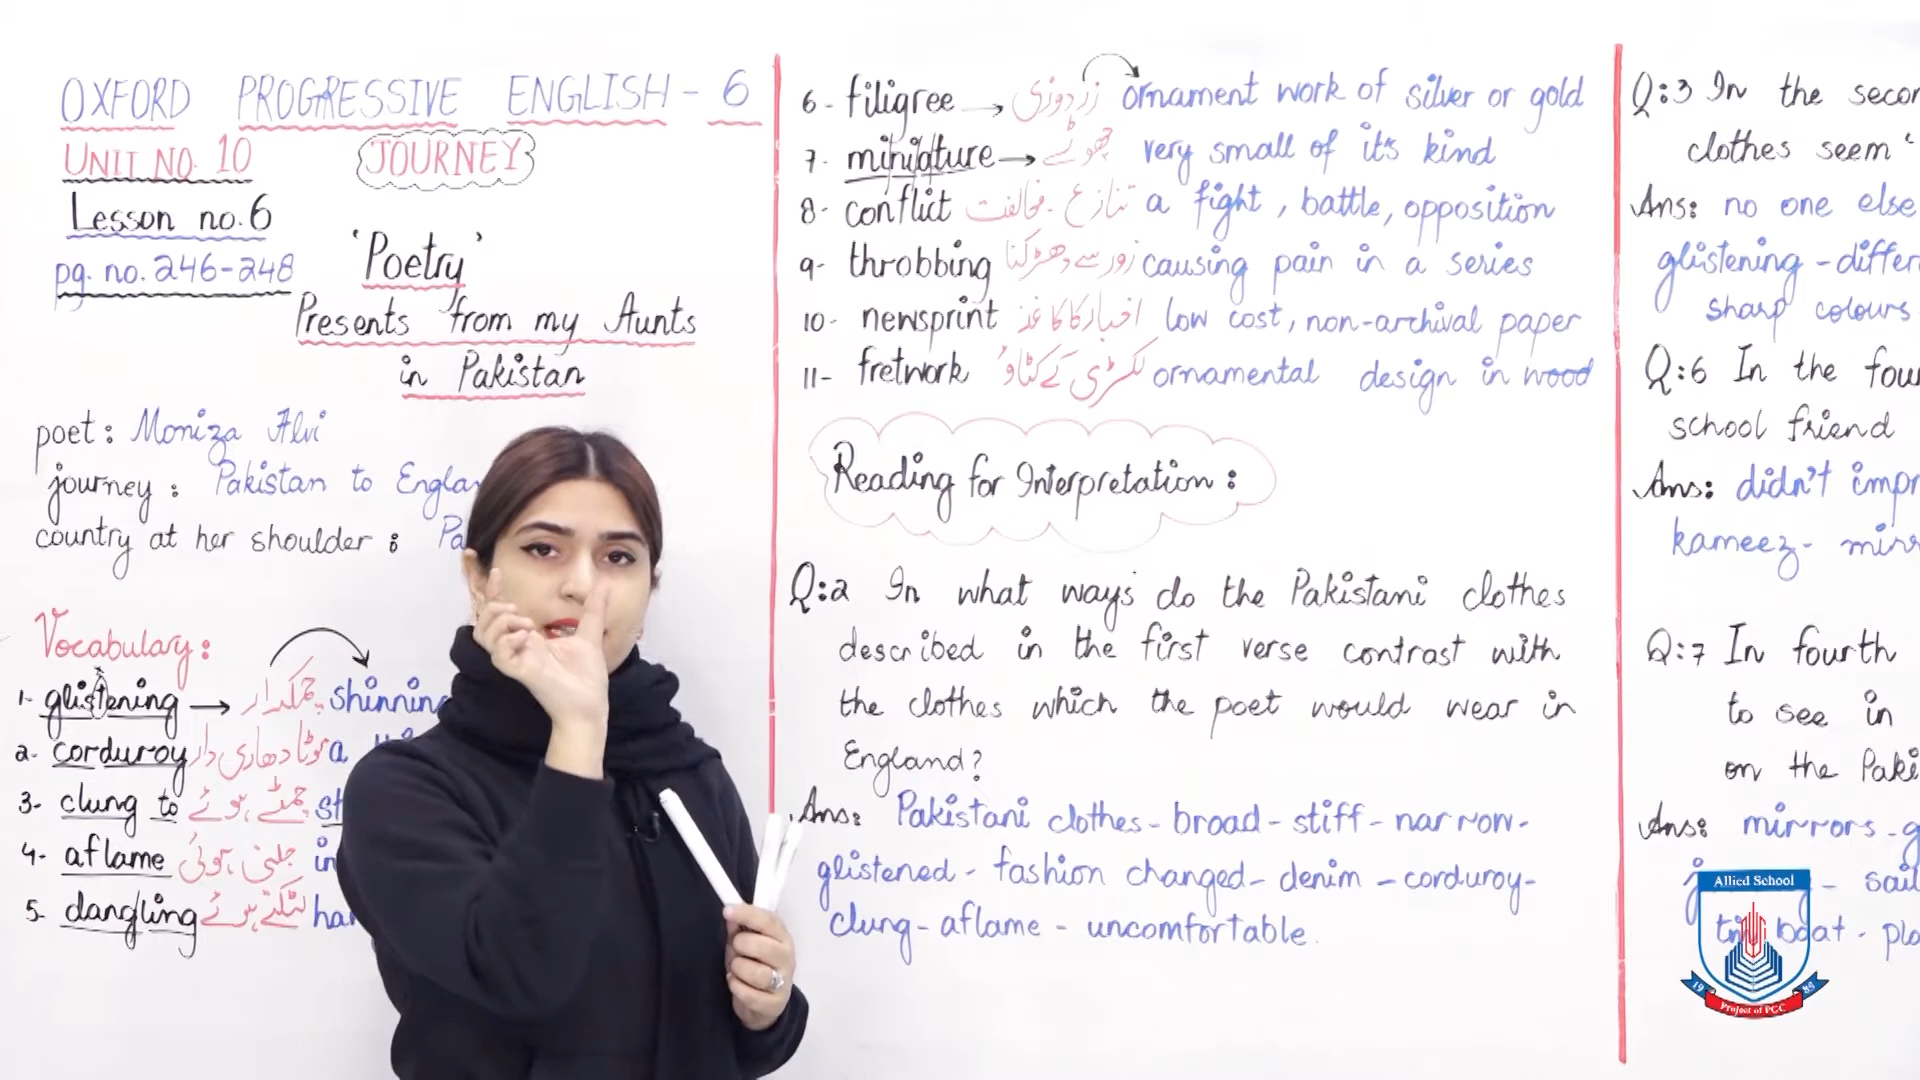 OXFORD PROGRESSIVE ENGLISH - 6
UNIT NO. 10
JOURNEY
Lesson no.6
pg. no. 246-248
'Poetry'
Presents from my Aunts
in Pakistan
poet: Moniza Alvi
journey: Pakistan to
country at her shoulder:
Vocabulary:
1- glistening → چمکدار shinning
2- corduroy موٹا دھاری دار a
3- clung to چمٹے ہوئے
4- aflame جلتی ہوئی
5- dangling لٹکتے ہوئے
6- filigree → زردوزی ornament work of silver or gold
7- miniature → چھوٹے very small of it's kind
8- conflict تنازع - مخالفت a fight, battle, opposition
9- throbbing زور سے دھڑکنا causing pain in a series
10- newsprint اخبار کا کاغذ low cost, non-archival paper
11- fretwork لکڑی کے کٹاؤ ornamental design in wood
Reading for Interpretation:
Q:2 In what ways do the Pakistani clothes
described in the first verse contrast with
the clothes which the poet would wear in
England?
Ans: Pakistani clothes - broad - stiff - narrow -
glistened - fashion changed - denim - corduroy -
clung - aflame - uncomfortable.
Q:3 In the
clothes seem
Ans: no one else
glistening -
sharp colours
Q:6 In the
school friend
Ans: didn't
kameez -
Q:7 In fourth
to see in
on the
Ans: mirrors -
boat -
Allied School
19 85
Project of PGC